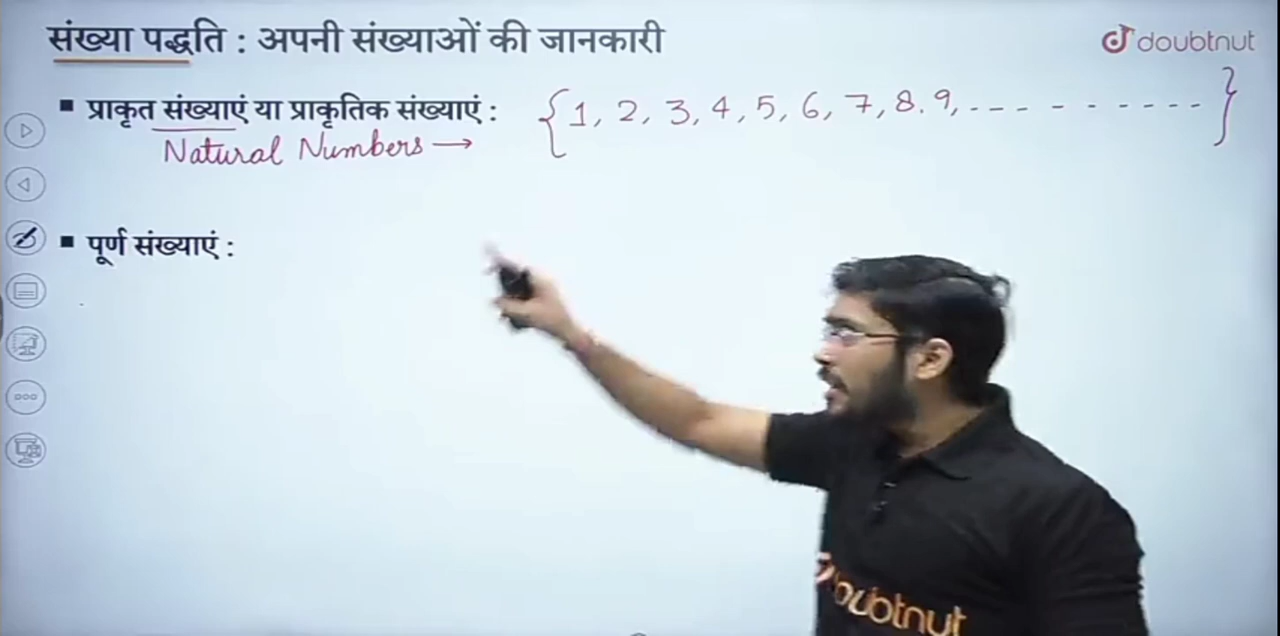 संख्या पद्धति : अपनी संख्याओं की जानकारी
doubtnut
▪ प्राकृत संख्याएं या प्राकृतिक संख्याएं : {1, 2, 3, 4, 5, 6, 7, 8. 9, - - - - - - - - - - }
Natural Numbers →
▪ पूर्ण संख्याएं :
doubtnut